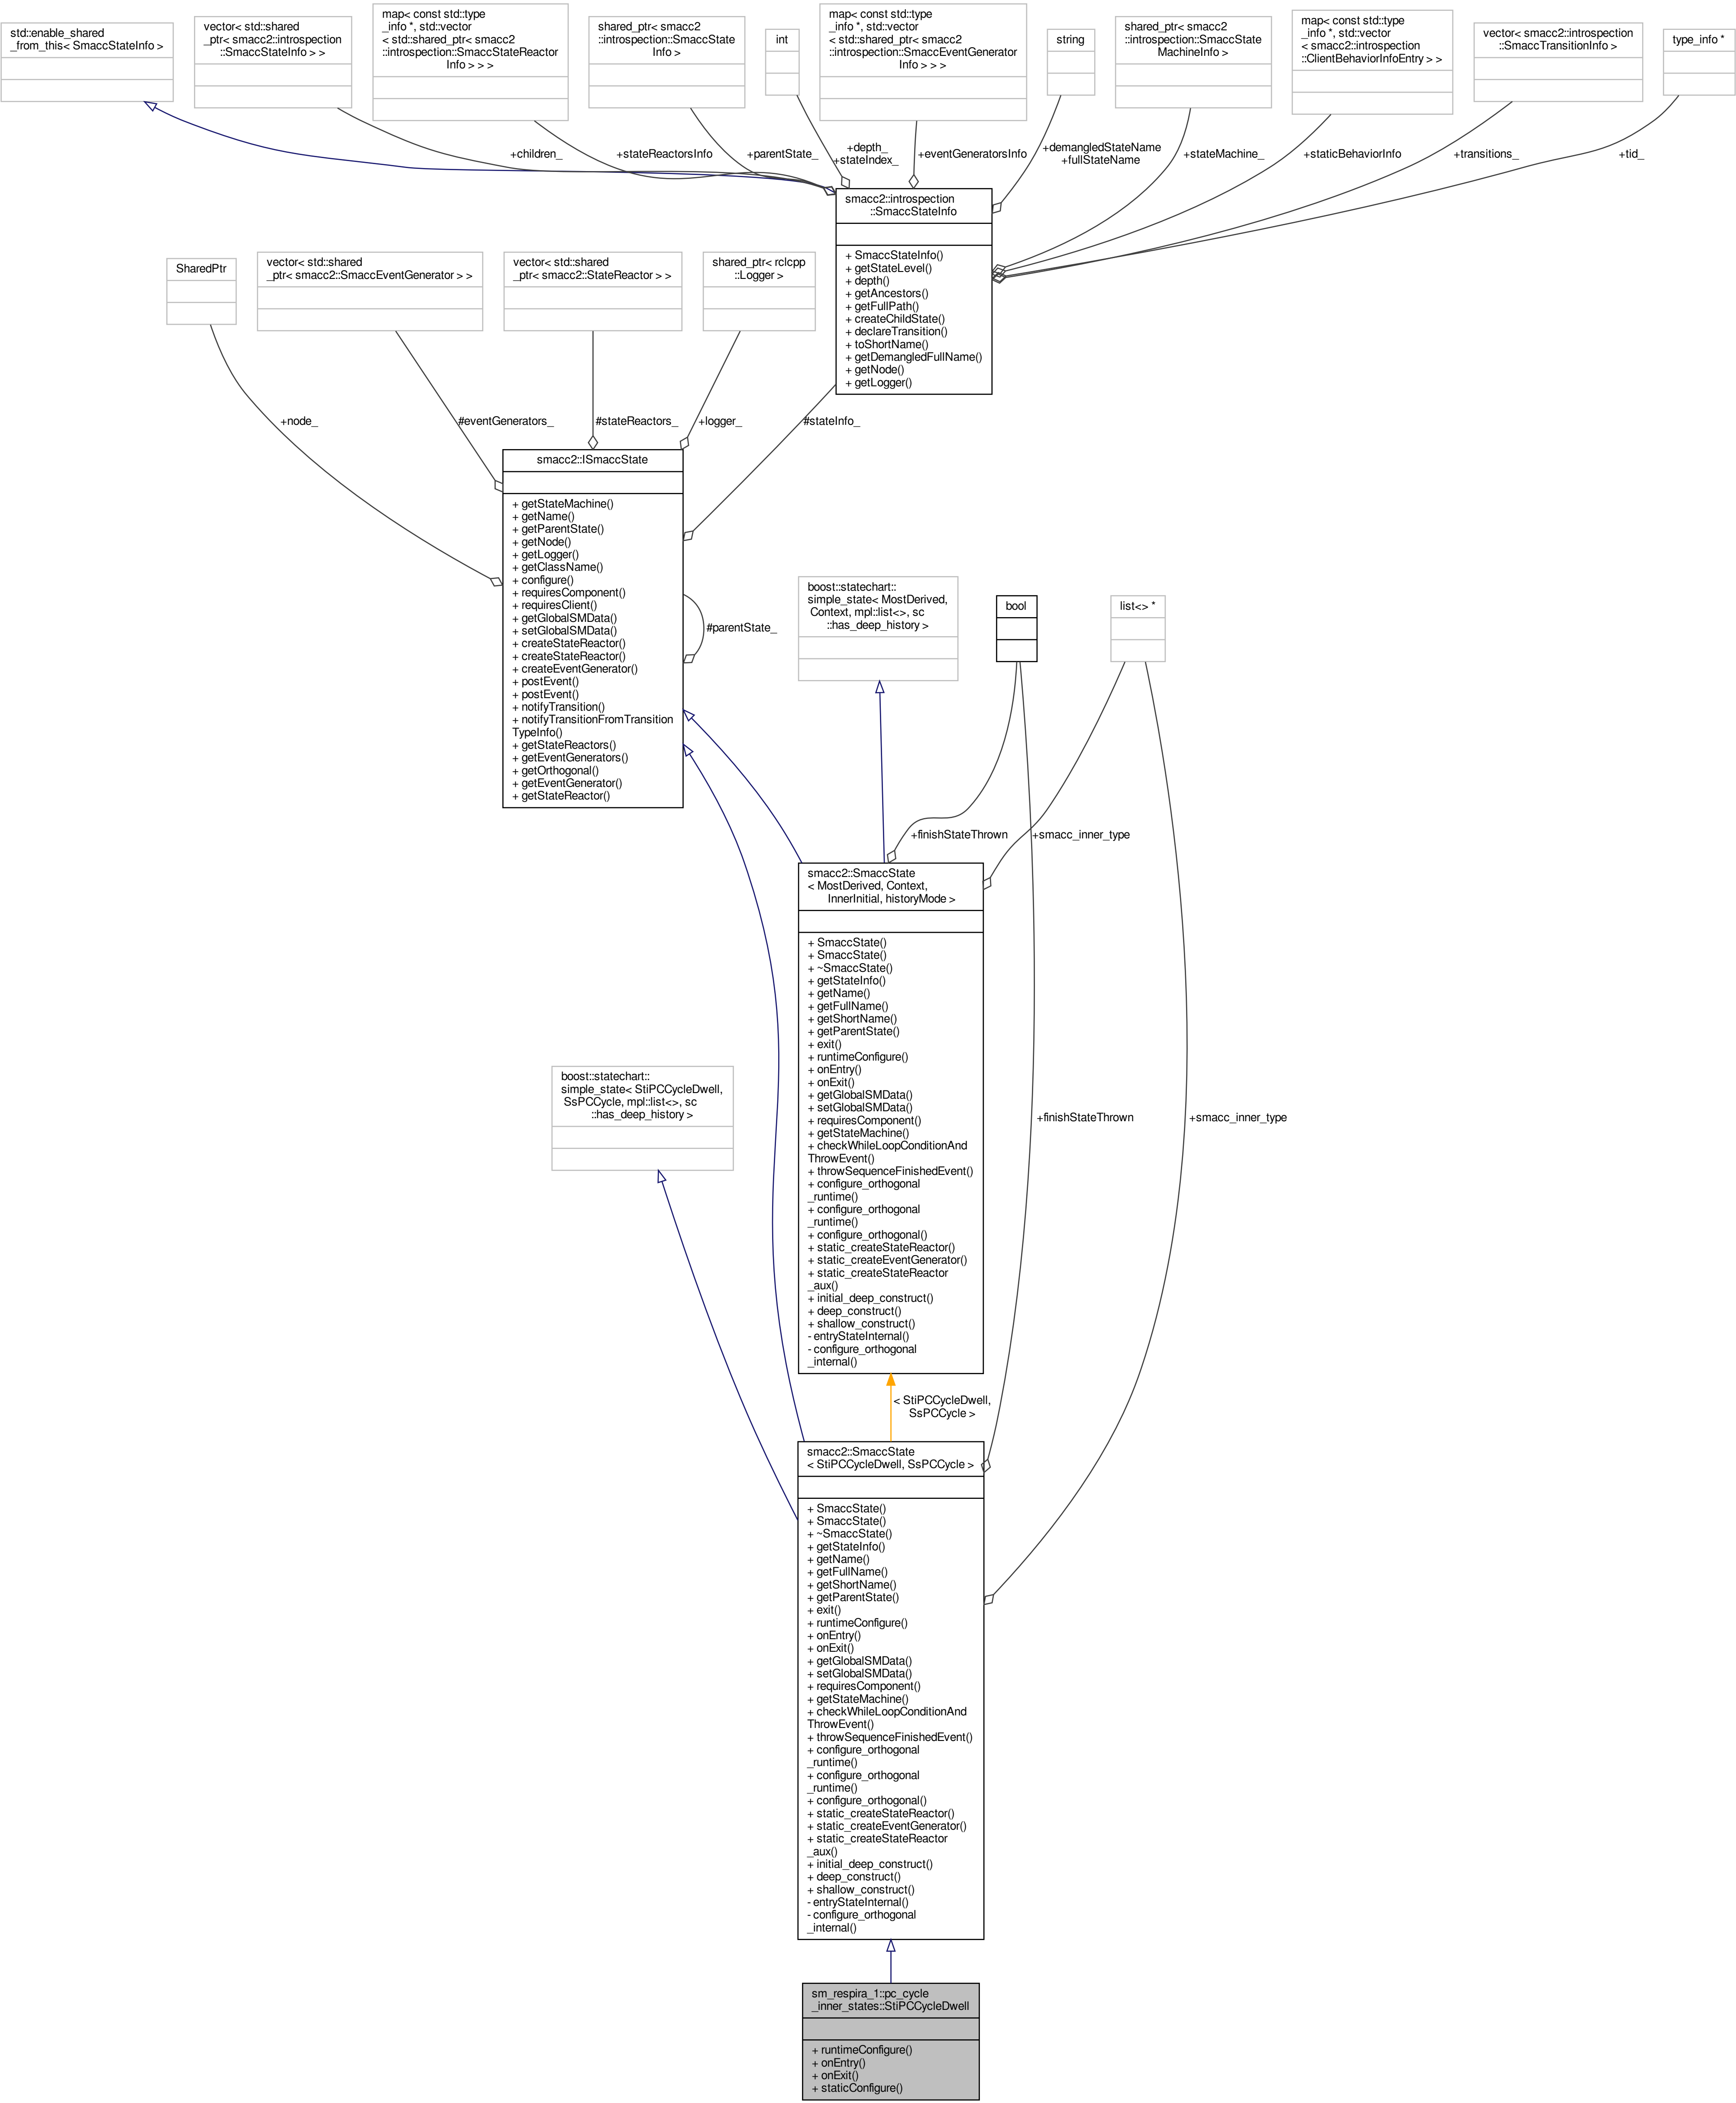 std::enable_shared
_from_this< SmaccStateInfo >
vector< std::shared
_ptr< smacc2::introspection
::SmaccStateInfo > >
map< const std::type
_info *, std::vector
< std::shared_ptr< smacc2
::introspection::SmaccStateReactor
Info > > >
shared_ptr< smacc2
::introspection::SmaccState
Info >
int
map< const std::type
_info *, std::vector
< std::shared_ptr< smacc2
::introspection::SmaccEventGenerator
Info > > >
string
shared_ptr< smacc2
::introspection::SmaccState
MachineInfo >
map< const std::type
_info *, std::vector
< smacc2::introspection
::ClientBehaviorInfoEntry > >
vector< smacc2::introspection
::SmaccTransitionInfo >
type_info *
+children_
+stateReactorsInfo
+parentState_
+depth_
+stateIndex_
+eventGeneratorsInfo
+demangledStateName
+fullStateName
+stateMachine_
+staticBehaviorInfo
+transitions_
+tid_
smacc2::introspection
::SmaccStateInfo
+ SmaccStateInfo()
+ getStateLevel()
+ depth()
+ getAncestors()
+ getFullPath()
+ createChildState()
+ declareTransition()
+ toShortName()
+ getDemangledFullName()
+ getNode()
+ getLogger()
SharedPtr
vector< std::shared
_ptr< smacc2::SmaccEventGenerator > >
vector< std::shared
_ptr< smacc2::StateReactor > >
shared_ptr< rclcpp
::Logger >
+node_
#eventGenerators_
#stateReactors_
+logger_
#stateInfo_
smacc2::ISmaccState
+ getStateMachine()
+ getName()
+ getParentState()
+ getNode()
+ getLogger()
+ getClassName()
+ configure()
+ requiresComponent()
+ requiresClient()
+ getGlobalSMData()
+ setGlobalSMData()
+ createStateReactor()
+ createStateReactor()
+ createEventGenerator()
+ postEvent()
+ postEvent()
+ notifyTransition()
+ notifyTransitionFromTransition
TypeInfo()
+ getStateReactors()
+ getEventGenerators()
+ getOrthogonal()
+ getEventGenerator()
+ getStateReactor()
#parentState_
boost::statechart::
simple_state< MostDerived,
Context, mpl::list<>, sc
::has_deep_history >
bool
list<> *
+finishStateThrown
+smacc_inner_type
smacc2::SmaccState
< MostDerived, Context,
InnerInitial, historyMode >
+ SmaccState()
+ SmaccState()
+ ~SmaccState()
+ getStateInfo()
+ getName()
+ getFullName()
+ getShortName()
+ getParentState()
+ exit()
+ runtimeConfigure()
+ onEntry()
+ onExit()
+ getGlobalSMData()
+ setGlobalSMData()
+ requiresComponent()
+ getStateMachine()
+ checkWhileLoopConditionAnd
ThrowEvent()
+ throwSequenceFinishedEvent()
+ configure_orthogonal
_runtime()
+ configure_orthogonal
_runtime()
+ configure_orthogonal()
+ static_createStateReactor()
+ static_createEventGenerator()
+ static_createStateReactor
_aux()
+ initial_deep_construct()
+ deep_construct()
+ shallow_construct()
- entryStateInternal()
- configure_orthogonal
_internal()
boost::statechart::
simple_state< StiPCCycleDwell,
SsPCCycle, mpl::list<>, sc
::has_deep_history >
+finishStateThrown
+smacc_inner_type
< StiPCCycleDwell,
SsPCCycle >
smacc2::SmaccState
< StiPCCycleDwell, SsPCCycle >
+ SmaccState()
+ SmaccState()
+ ~SmaccState()
+ getStateInfo()
+ getName()
+ getFullName()
+ getShortName()
+ getParentState()
+ exit()
+ runtimeConfigure()
+ onEntry()
+ onExit()
+ getGlobalSMData()
+ setGlobalSMData()
+ requiresComponent()
+ getStateMachine()
+ checkWhileLoopConditionAnd
ThrowEvent()
+ throwSequenceFinishedEvent()
+ configure_orthogonal
_runtime()
+ configure_orthogonal
_runtime()
+ configure_orthogonal()
+ static_createStateReactor()
+ static_createEventGenerator()
+ static_createStateReactor
_aux()
+ initial_deep_construct()
+ deep_construct()
+ shallow_construct()
- entryStateInternal()
- configure_orthogonal
_internal()
sm_respira_1::pc_cycle
_inner_states::StiPCCycleDwell
+ runtimeConfigure()
+ onEntry()
+ onExit()
+ staticConfigure()